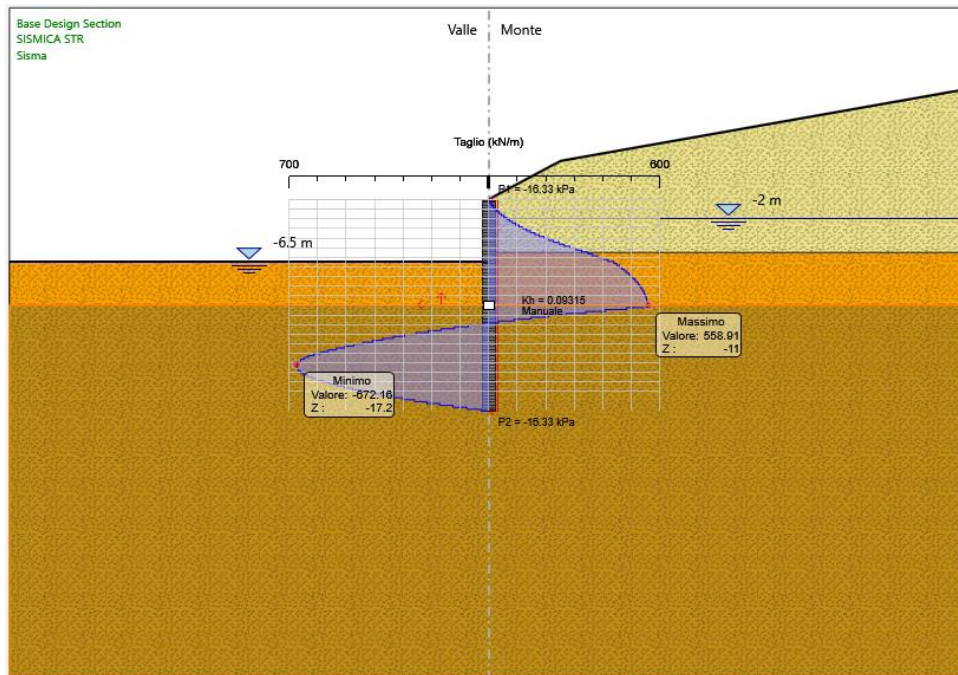 Base Design Section
SISMICA STR
Sisma
Valle
Monte
Taglio (kN/m)
700
600
P1 = -16.33 kPa
-2 m
-6.5 m
Kh = 0.09315
Manuale
Massimo
Valore: 558.91
Z : -11
Minimo
Valore: -672.16
Z : -17.2
P2 = -16.33 kPa